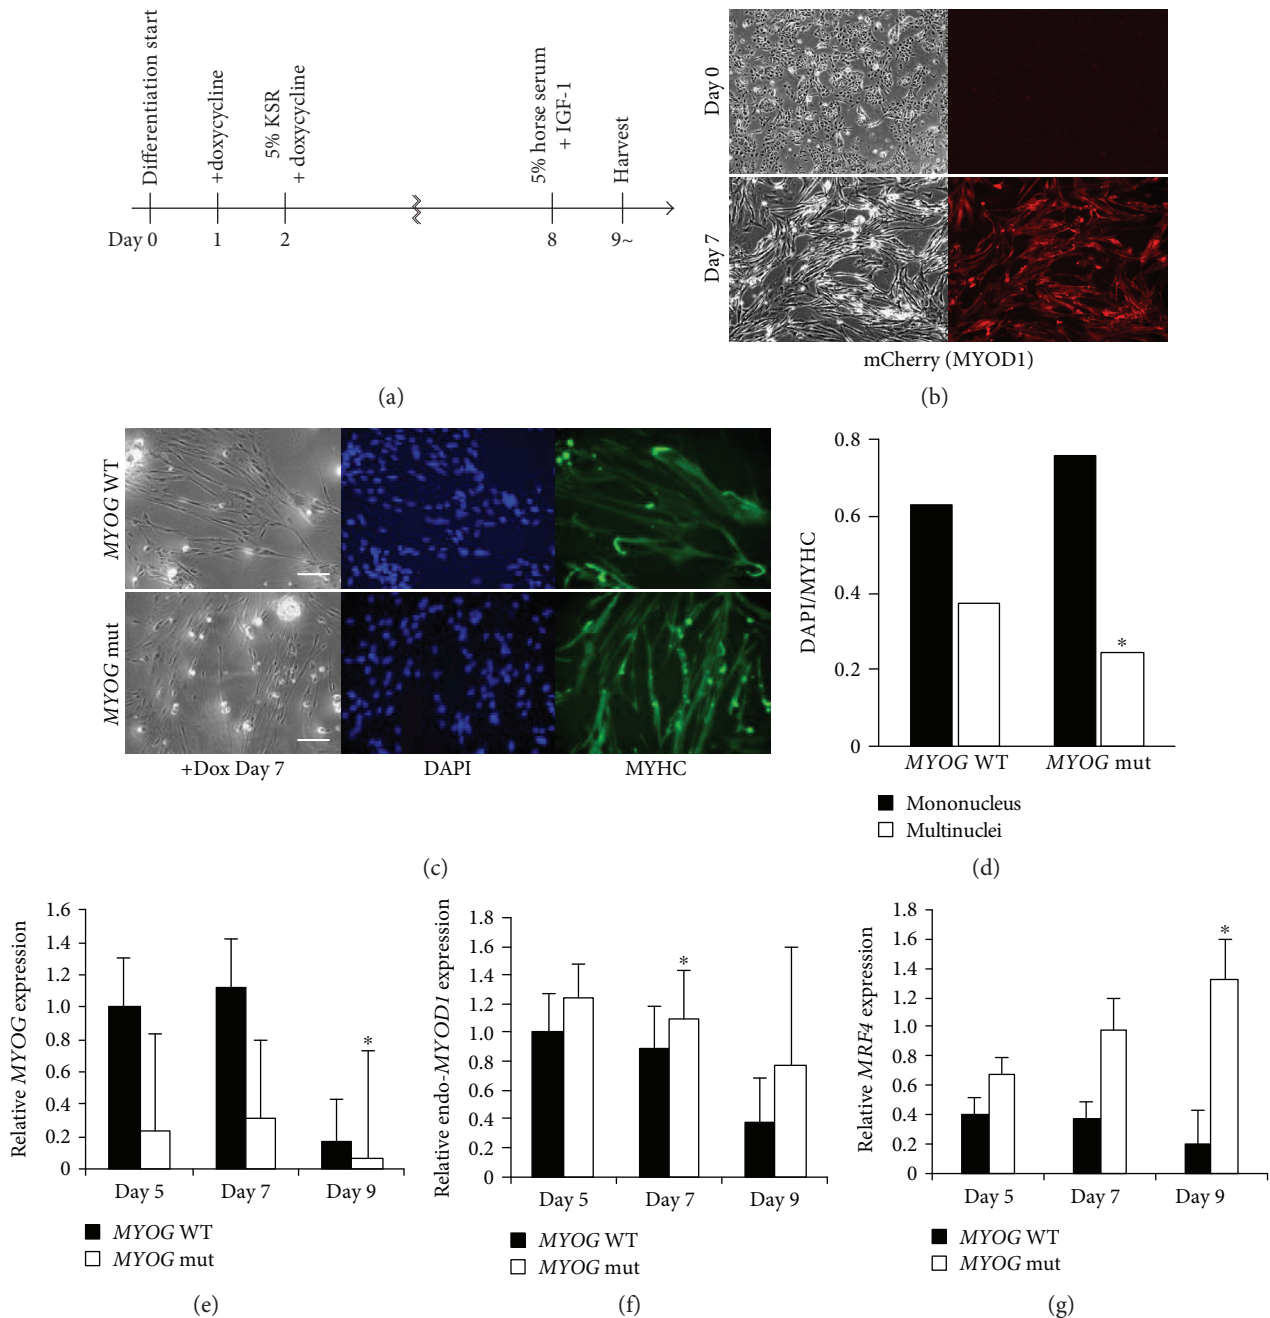 Differentiation start
+doxycycline
5% KSR
+ doxycycline
5% horse serum
+ IGF-1
Harvest
Day 0
1
2
8
9~
(a)
Day 0
Day 7
mCherry (MYOD1)
(b)
MYOG WT
MYOG mut
+Dox Day 7
DAPI
MYHC
(c)
DAPI/MYHC
0.8
0.6
0.4
0.2
0
*
MYOG WT
MYOG mut
Mononucleus
Multinuclei
(d)
Relative MYOG expression
1.6
1.4
1.2
1.0
0.8
0.6
0.4
0.2
0
*
Day 5
Day 7
Day 9
MYOG WT
MYOG mut
(e)
Relative endo-MYOD1 expression
1.8
1.6
1.4
1.2
1.0
0.8
0.6
0.4
0.2
0
*
Day 5
Day 7
Day 9
MYOG WT
MYOG mut
(f)
Relative MRF4 expression
1.8
1.6
1.4
1.2
1.0
0.8
0.6
0.4
0.2
0
*
Day 5
Day 7
Day 9
MYOG WT
MYOG mut
(g)